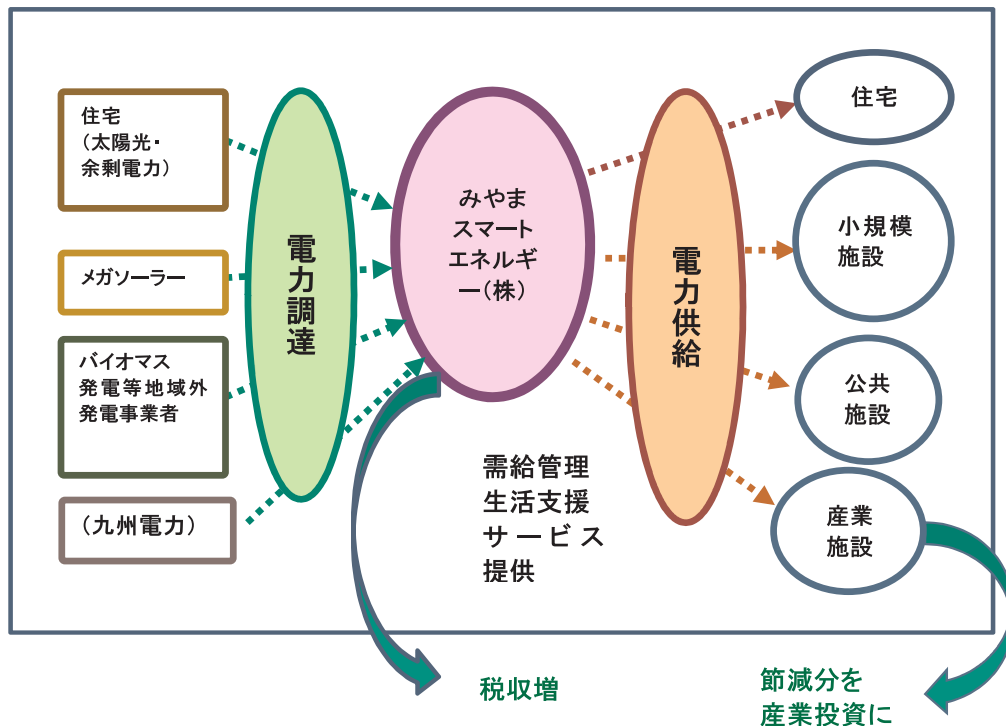 住宅
(太陽光・
余剰電力)
メガソーラー
バイオマス
発電等地域外
発電事業者
(九州電力)
電力調達
みやま
スマート
エネルギ
ー(株)
需給管理
生活支援
サービス
提供
電力供給
住宅
小規模
施設
公共
施設
産業
施設
税収増
節減分を
産業投資に